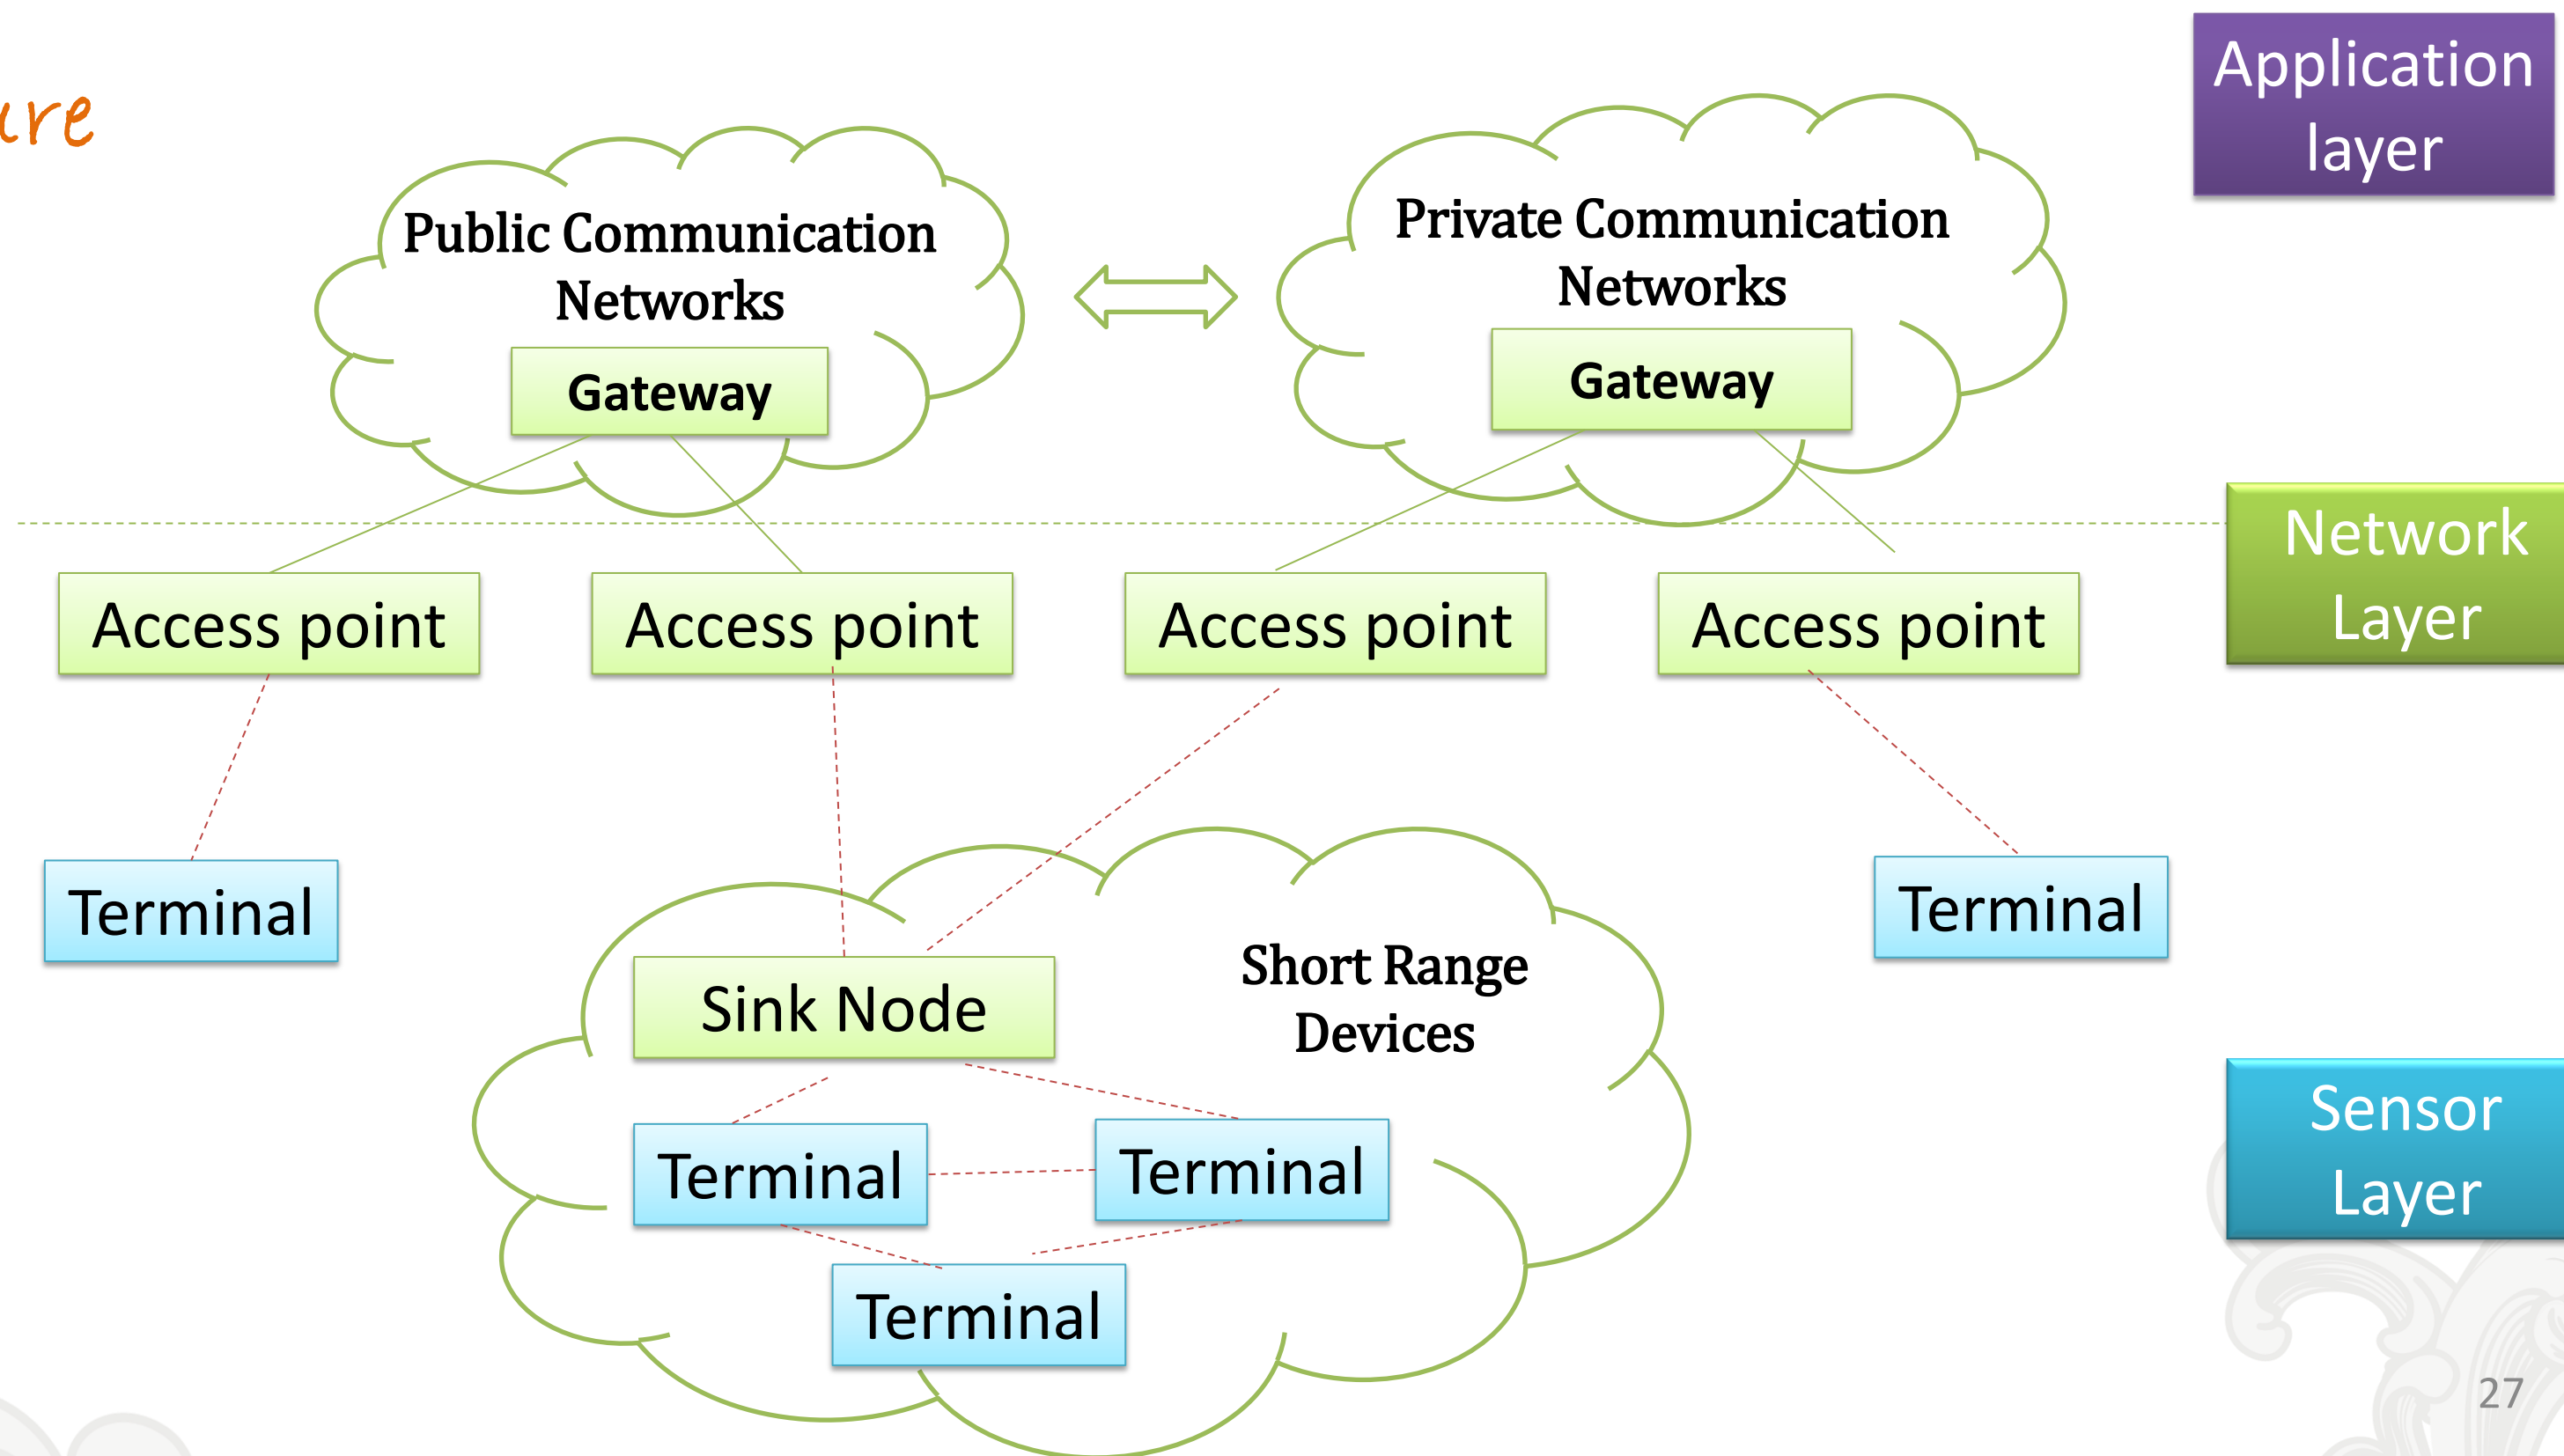 ure
Application
layer
Public Communication
Networks
Private Communication
Networks
Gateway
Gateway
Network
Layer
Access point
Access point
Access point
Access point
Terminal
Terminal
Sink Node
Short Range
Devices
Sensor
Layer
Terminal
Terminal
Terminal
27